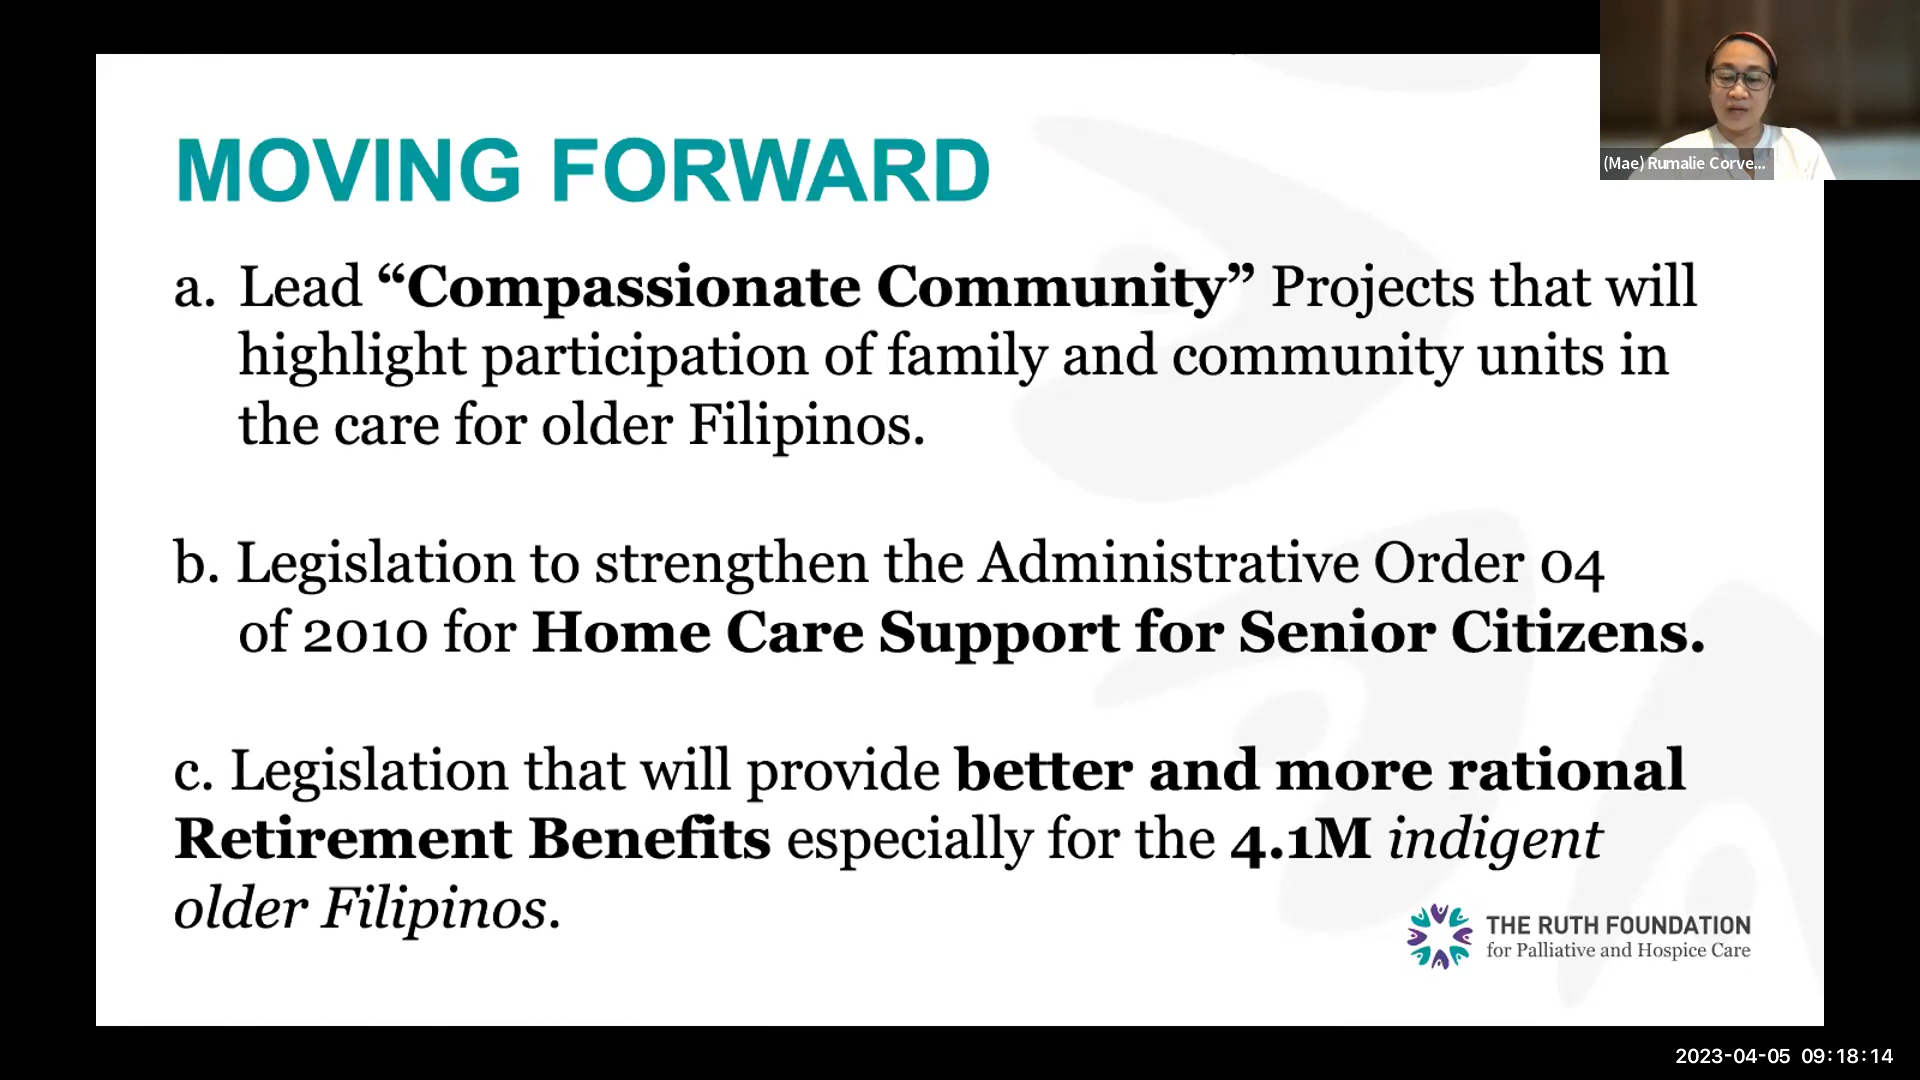 (Mae) Rumalie Corve...
MOVING FORWARD
a. Lead “Compassionate Community” Projects that will
highlight participation of family and community units in
the care for older Filipinos.
b. Legislation to strengthen the Administrative Order 04
of 2010 for Home Care Support for Senior Citizens.
c. Legislation that will provide better and more rational
Retirement Benefits especially for the 4.1M indigent
older Filipinos.
THE RUTH FOUNDATION
for Palliative and Hospice Care
2023-04-05 09:18:14